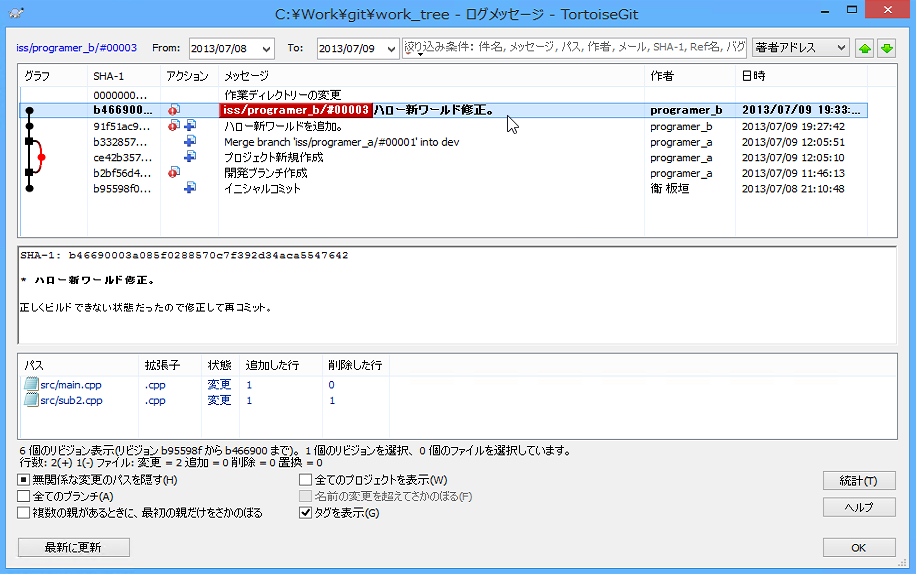 C:¥Work¥git¥work_tree - ログメッセージ - TortoiseGit
iss/programer_b/#00003 From: 2013/07/08 To: 2013/07/09 絞り込み条件: 件名, メッセージ, パス, 作者, メール, SHA-1, Ref名, バグ 著者アドレス
グラフ SHA-1 アクション メッセージ 作者 日時
0000000... 作業ディレクトリーの変更
b466900... iss/programer_b/#00003 ハロー新ワールド修正。 programer_b 2013/07/09 19:33:...
91f51ac9... ハロー新ワールドを追加。 programer_b 2013/07/09 19:27:42
b332857... Merge branch 'iss/programer_a/#00001' into dev programer_a 2013/07/09 12:05:51
ce42b357... プロジェクト新規作成 programer_a 2013/07/09 12:05:10
b2bf56d4... 開発ブランチ作成 programer_a 2013/07/09 11:46:13
b95598f0... イニシャルコミット 衛 板垣 2013/07/08 21:10:48
SHA-1: b46690003a085f0288570c7f392d34aca5547642
* ハロー新ワールド修正。
正しくビルドできない状態だったので修正して再コミット。
パス 拡張子 状態 追加した行 削除した行
src/main.cpp .cpp 変更 1 0
src/sub2.cpp .cpp 変更 1 1
6 個のリビジョン表示(リビジョン b95598f から b466900 まで)。1 個のリビジョンを選択、0 個のファイルを選択しています。
行数: 2(+) 1(-) ファイル: 変更 = 2 追加 = 0 削除 = 0 置換 = 0
無関係な変更のパスを隠す(H) 全てのプロジェクトを表示(W) 統計(T)
全てのブランチ(A) 名前の変更を超えてさかのぼる(F)
複数の親があるときに、最初の親だけをさかのぼる タグを表示(G) ヘルプ
最新に更新 OK